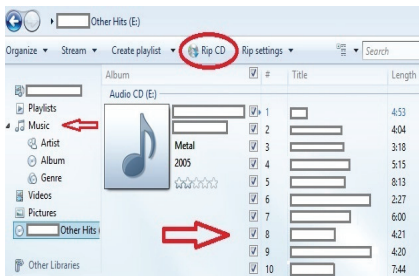 Other Hits (E:)
Organize Stream Create playlist Rip CD Rip settings Search
Album # Title Length
Audio CD (E:)
Playlists
Music
Artist
Album
Genre
Videos
Pictures
Other Hits (
Other Libraries
Metal
2005
1 4:53
2 4:04
3 3:18
4 5:15
5 8:13
6 2:27
7 6:00
8 4:21
9 4:20
10 7:44